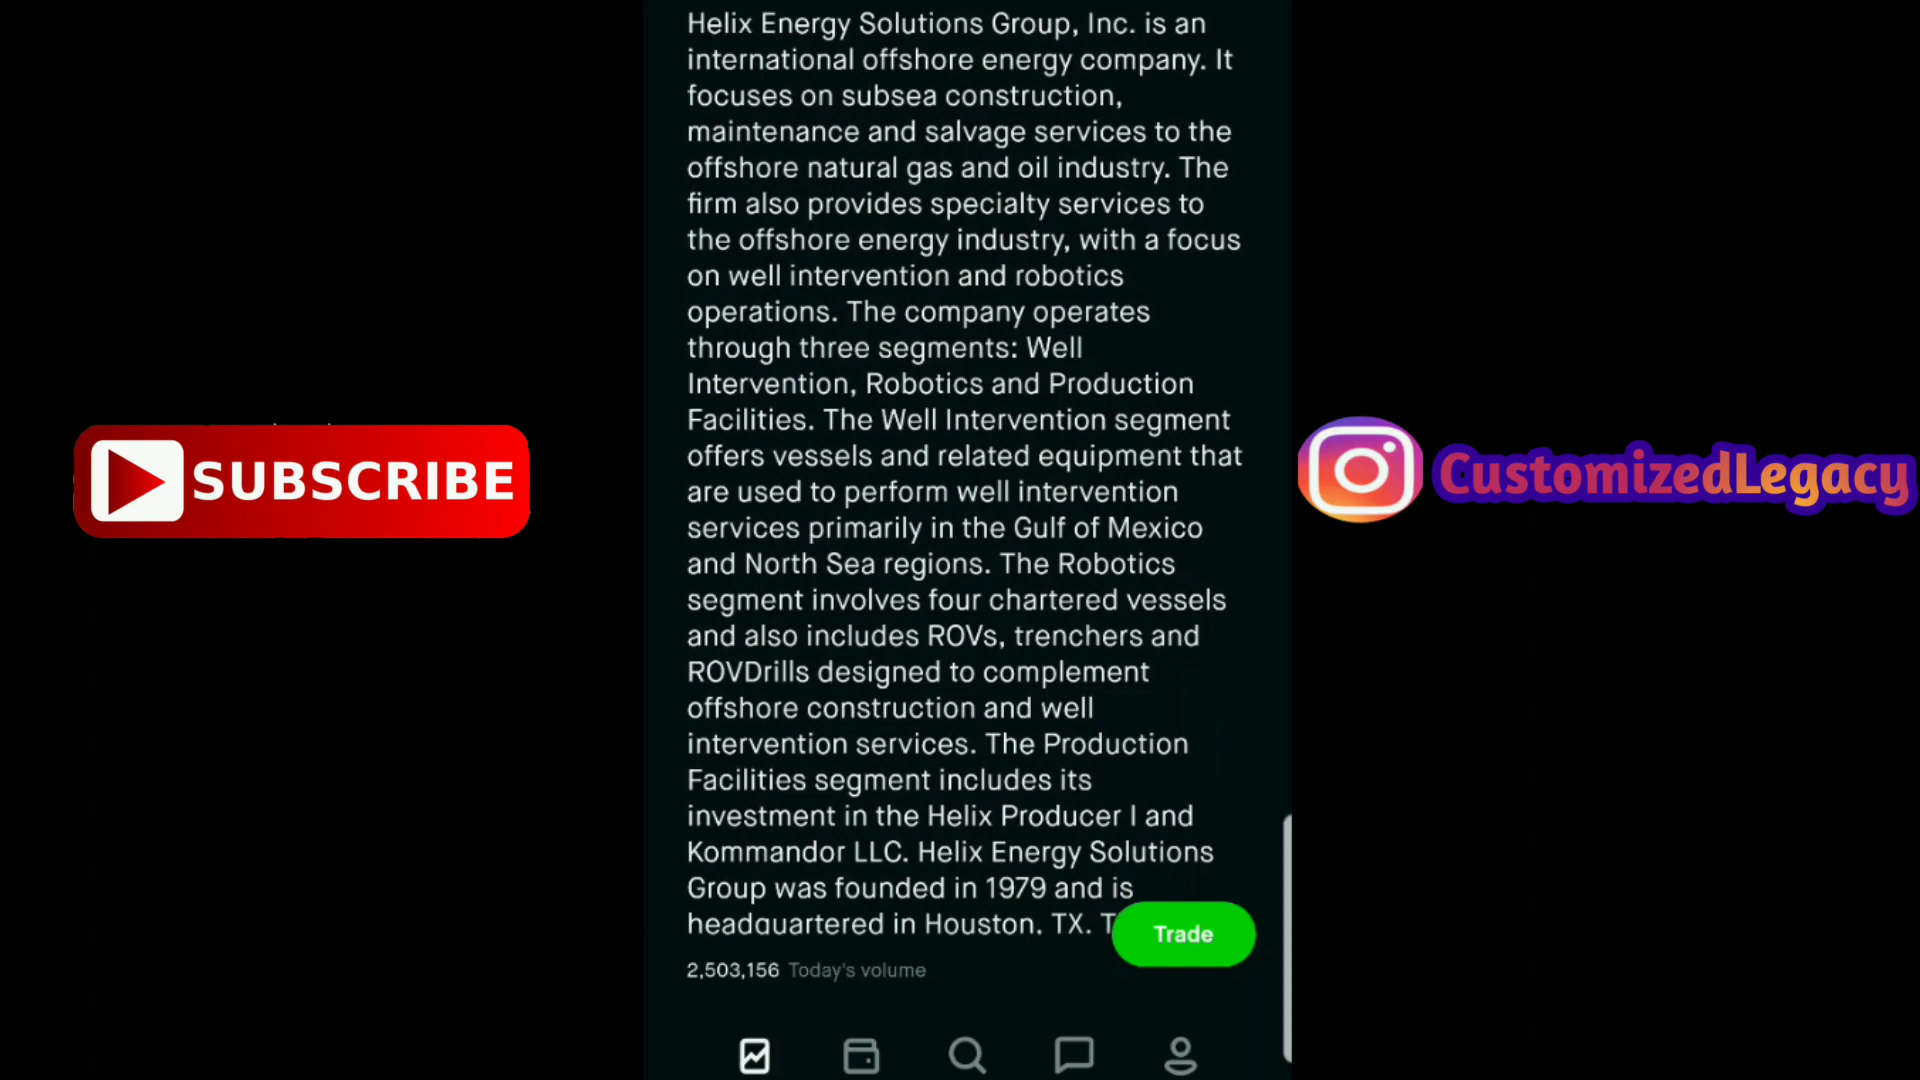 Helix Energy Solutions Group, Inc. is an
international offshore energy company. It
focuses on subsea construction,
maintenance and salvage services to the
offshore natural gas and oil industry. The
firm also provides specialty services to
the offshore energy industry, with a focus
on well intervention and robotics
operations. The company operates
through three segments: Well
Intervention, Robotics and Production
Facilities. The Well Intervention segment
offers vessels and related equipment that
are used to perform well intervention
services primarily in the Gulf of Mexico
and North Sea regions. The Robotics
segment involves four chartered vessels
and also includes ROVs, trenchers and
ROVDrills designed to complement
offshore construction and well
intervention services. The Production
Facilities segment includes its
investment in the Helix Producer I and
Kommandor LLC. Helix Energy Solutions
Group was founded in 1979 and is
headquartered in Houston, TX.
Trade
2,503,156 Today's volume
SUBSCRIBE
CustomizedLegacy